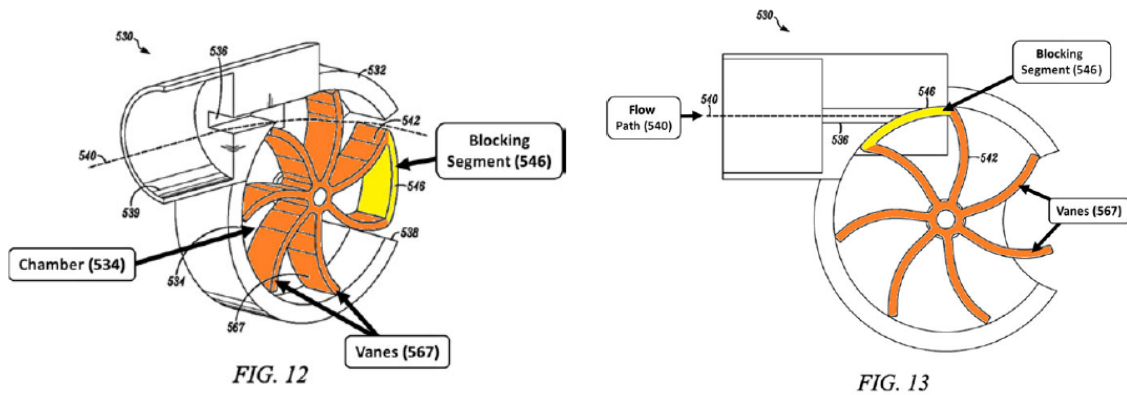 530
536
532
540
542
Blocking
Segment (546)
546
539
538
Chamber (534)
534
567
Vanes (567)
FIG. 12
530
Blocking
Segment (546)
546
Flow
Path (540)
540
536
542
Vanes (567)
FIG. 13